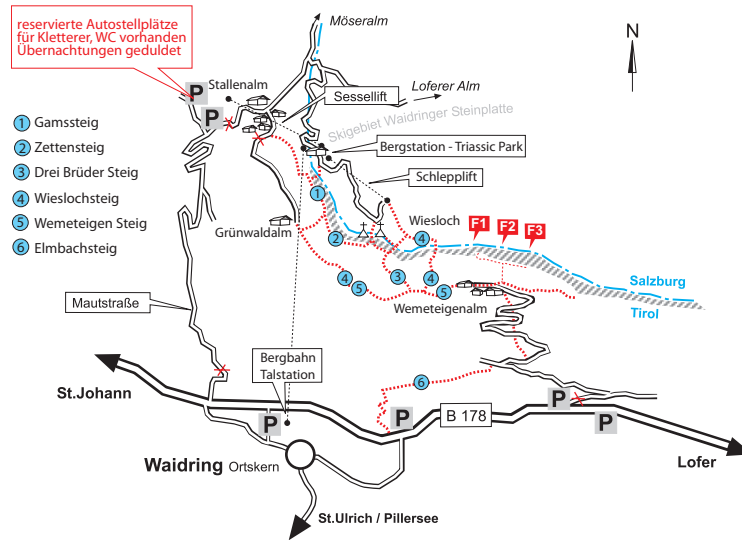 reservierte Autostellplätze
für Kletterer, WC vorhanden
Übernachtungen geduldet
Möseralm
N
P
Stallenalm
Sessellift
Loferer Alm
P
Skigebiet Waidringer Steinplatte
1 Gamssteig
2 Zettensteig
3 Drei Brüder Steig
4 Wieslochsteig
5 Wemeteigen Steig
6 Elmbachsteig
Bergstation - Triassic Park
Schlepplift
1
Wiesloch
Grünwaldalm
2
4
F1
F2
F3
4
5
3
4
5
Salzburg
Tirol
Mautstraße
Wemeteigenalm
Bergbahn
Talstation
6
St.Johann
P
P
B 178
P
P
Waidring Ortskern
Lofer
St.Ulrich / Pillersee